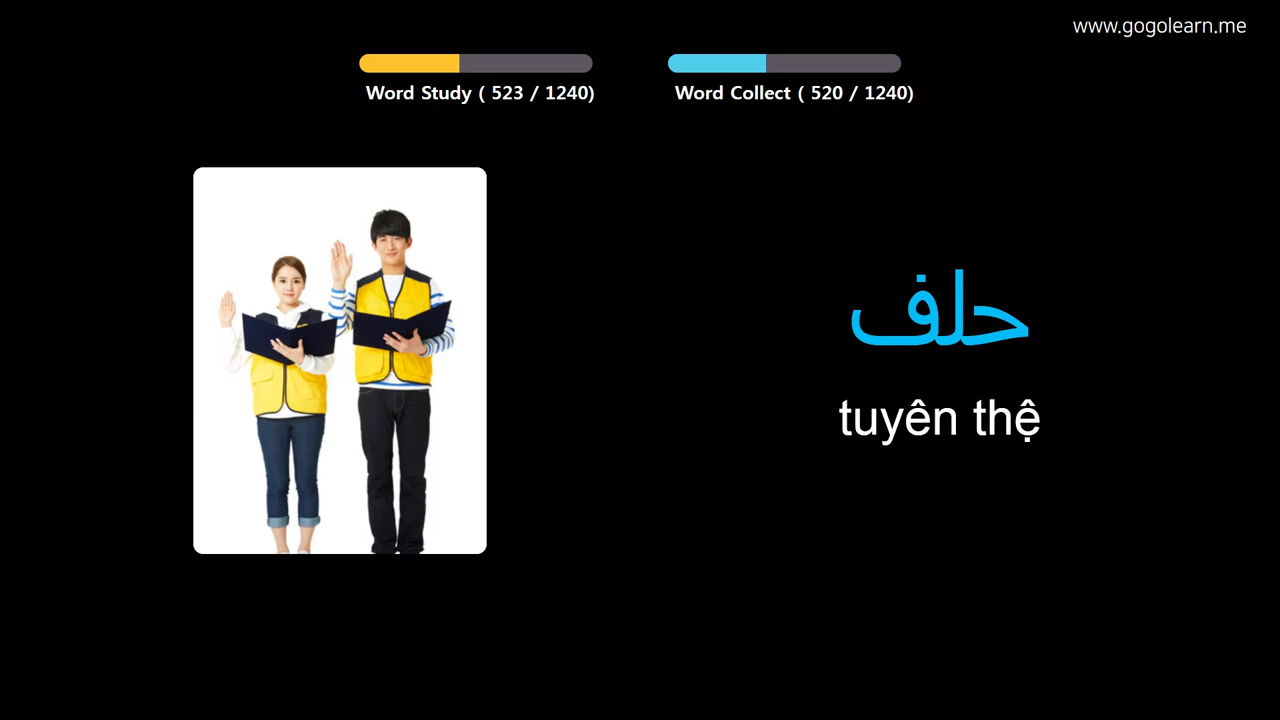 www.gogolearn.me
Word Study ( 523 / 1240)
Word Collect ( 520 / 1240)
حلف
tuyên thệ